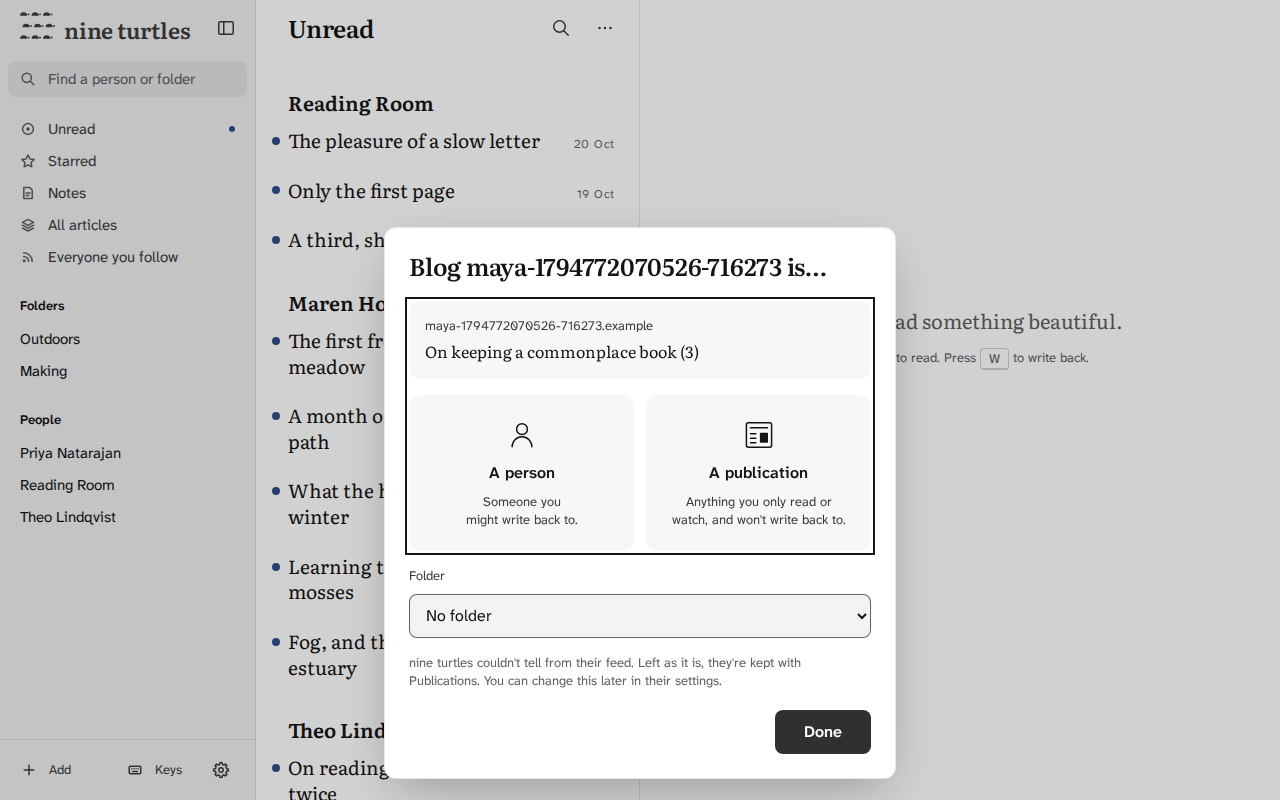 nine turtles
Find a person or folder
Unread
Starred
Notes
All articles
Everyone you follow
Folders
Outdoors
Making
People
Priya Natarajan
Reading Room
Theo Lindqvist
Add
Keys
Unread
Reading Room
The pleasure of a slow letter
20 Oct
Only the first page
19 Oct
A third, sh
Maren Ho
The first fr
meadow
A month o
path
What the h
winter
Learning t
mosses
Fog, and th
estuary
Theo Lind
On reading
twice
Blog maya-1794772070526-716273 is...
maya-1794772070526-716273.example
On keeping a commonplace book (3)
A person
Someone you
might write back to.
A publication
Anything you only read or
watch, and won't write back to.
Folder
No folder
nine turtles couldn't tell from their feed. Left as it is, they're kept with
Publications. You can change this later in their settings.
Done
ad something beautiful.
to read. Press W to write back.